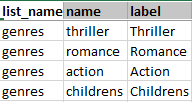 list_name name label
genres thriller Thriller
genres romance Romance
genres action Action
genres childrens Childrens